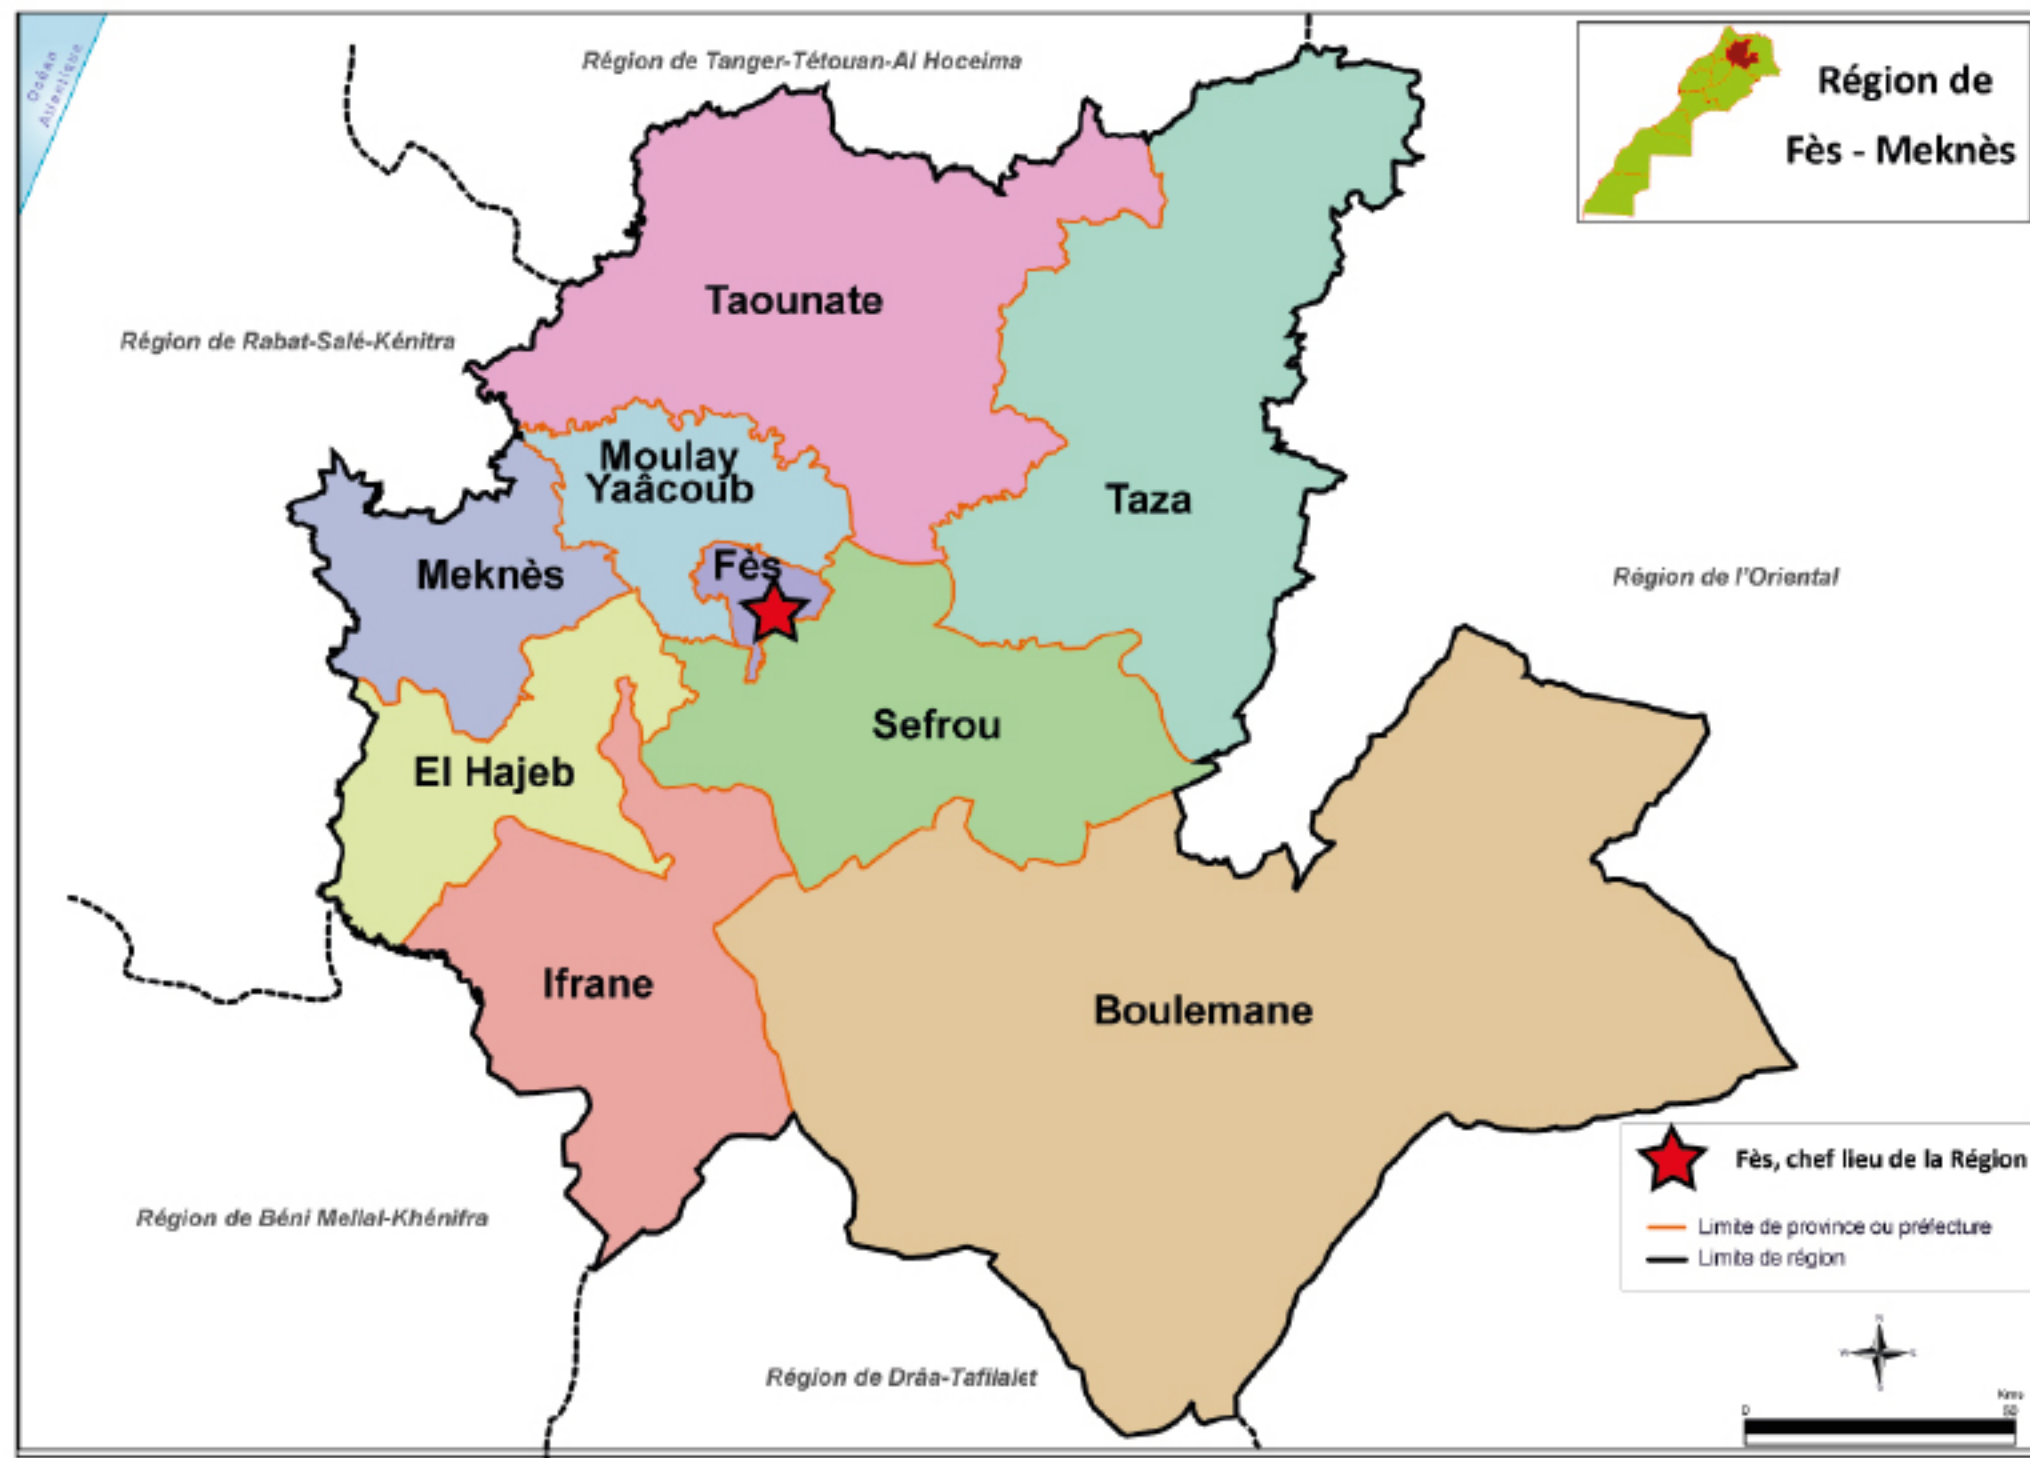 Océan
Atlantique
Région de Tanger-Tétouan-Al Hoceima
Région de
Fès - Meknès
Région de Rabat-Salé-Kénitra
Taounate
Moulay
Yaâcoub
Taza
Fès
Meknès
Région de l'Oriental
Sefrou
El Hajeb
Ifrane
Boulemane
Fès, chef lieu de la Région
Limite de province ou préfecture
Limite de région
Région de Béni Mellal-Khénifra
Région de Drâa-Tafilalet
N
W
E
S
Kms
0
50